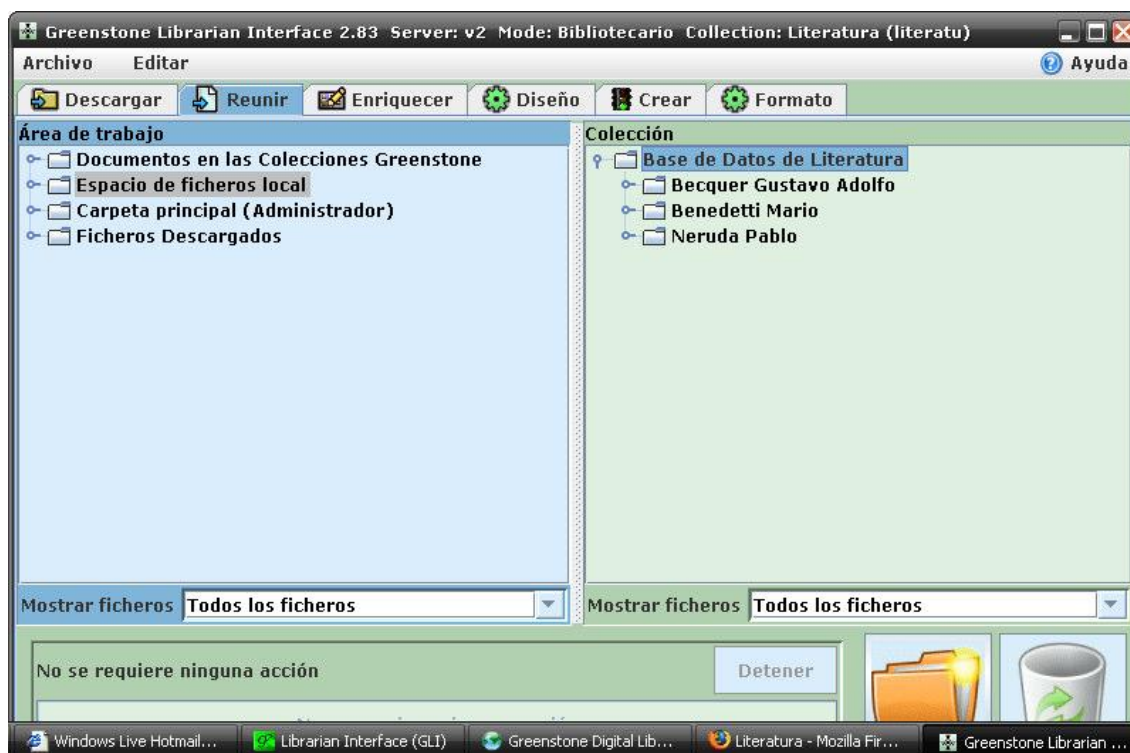 Greenstone Librarian Interface 2.83 Server: v2 Mode: Bibliotecario Collection: Literatura (literatu)
Archivo Editar Ayuda
Descargar Reunir Enriquecer Diseño Crear Formato
Área de trabajo
Documentos en las Colecciones Greenstone
Espacio de ficheros local
Carpeta principal (Administrador)
Ficheros Descargados
Mostrar ficheros Todos los ficheros
Colección
Base de Datos de Literatura
Becquer Gustavo Adolfo
Benedetti Mario
Neruda Pablo
Mostrar ficheros Todos los ficheros
No se requiere ninguna acción Detener
Windows Live Hotmail... Librarian Interface (GLI) Greenstone Digital Lib... Literatura - Mozilla Fir... Greenstone Librarian ...